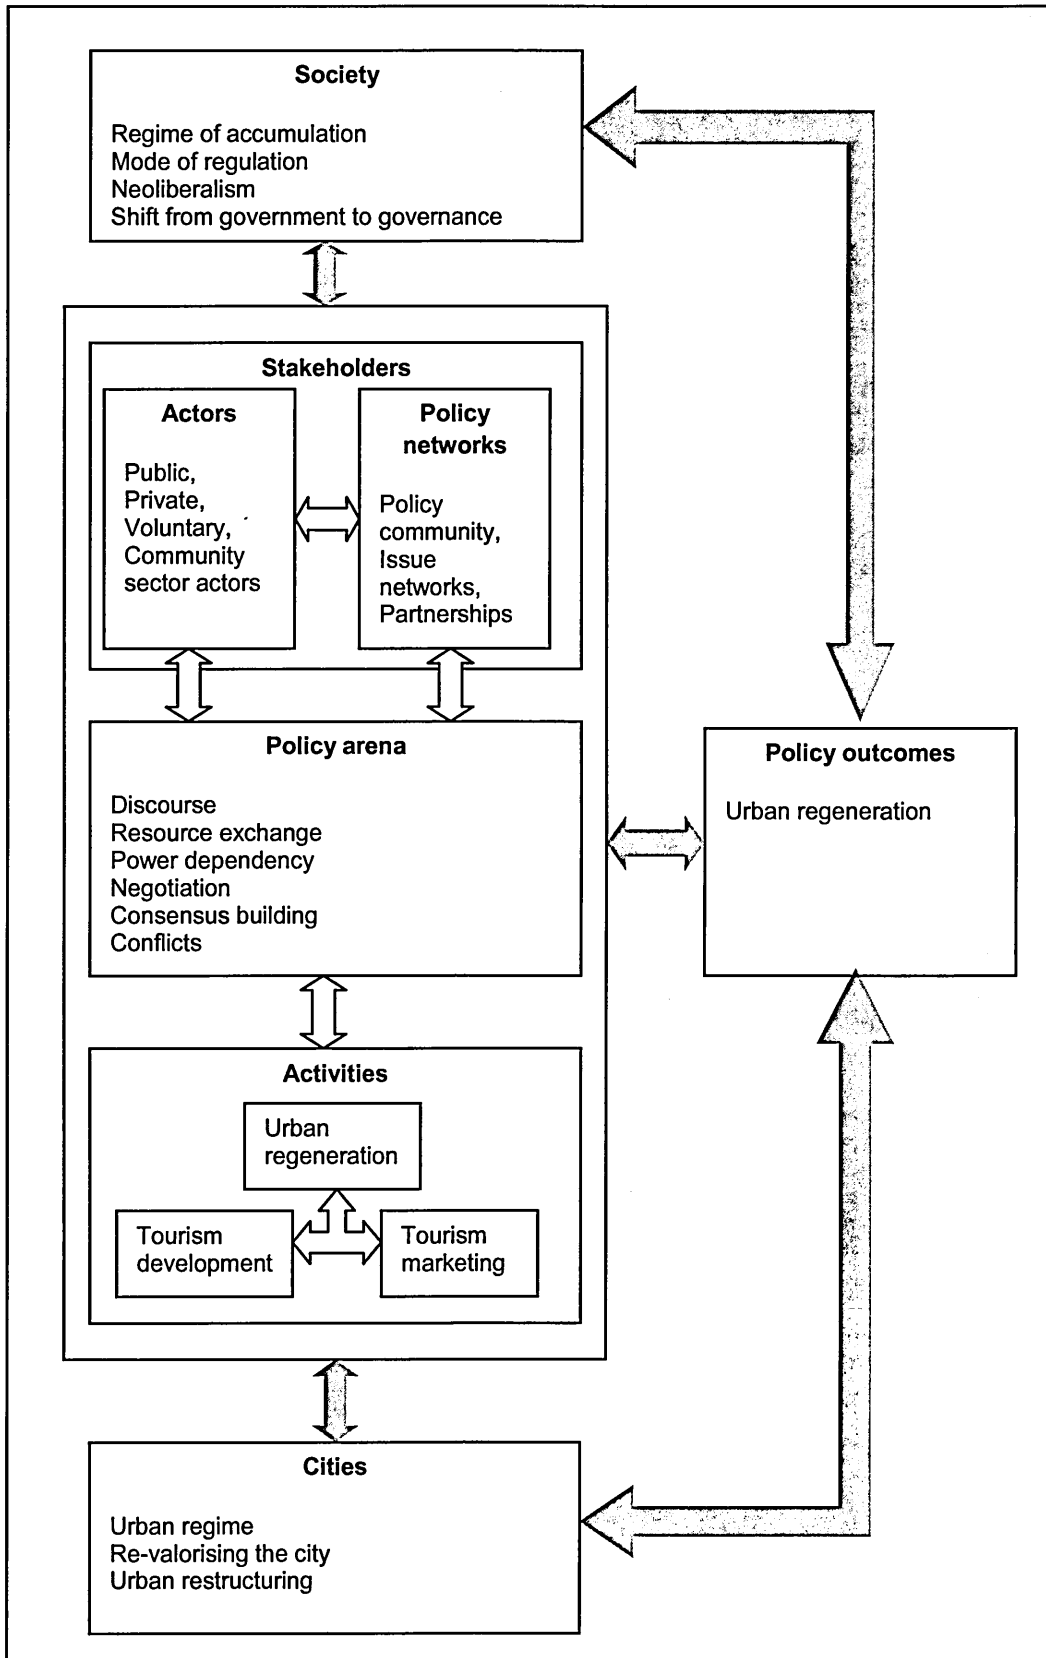 Society
Regime of accumulation
Mode of regulation
Neoliberalism
Shift from government to governance
Stakeholders
Actors
Public,
Private,
Voluntary,
Community
sector actors
Policy
networks
Policy
community,
Issue
networks,
Partnerships
Policy arena
Discourse
Resource exchange
Power dependency
Negotiation
Consensus building
Conflicts
Policy outcomes
Urban regeneration
Activities
Urban
regeneration
Tourism
development
Tourism
marketing
Cities
Urban regime
Re-valorising the city
Urban restructuring